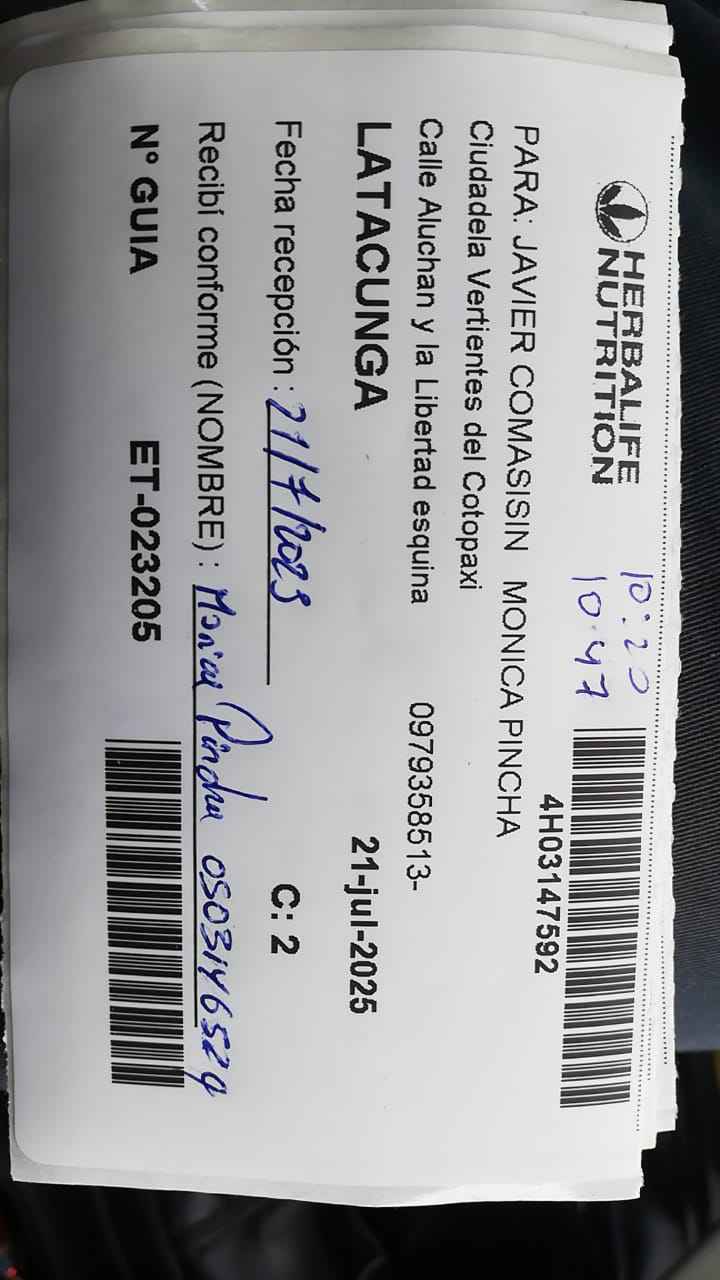 HERBALIFE
NUTRITION
10:20
10:47
4H03147592
PARA: JAVIER COMASISIN MONICA PINCHA
Ciudadela Vertientes del Cotopaxi
Calle Aluchan y la Libertad esquina 0979358513-
LATACUNGA 21-jul-2025
Fecha recepción : 21/7/2025 C: 2
Recibí conforme (NOMBRE) : Monica Pincha 0503146529
N° GUIA ET-023205